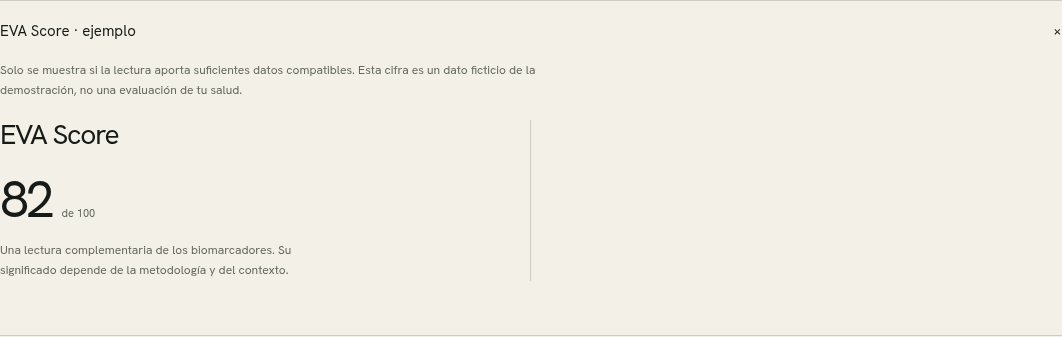 EVA Score · ejemplo
×
Solo se muestra si la lectura aporta suficientes datos compatibles. Esta cifra es un dato ficticio de la
demostración, no una evaluación de tu salud.
EVA Score
82 de 100
Una lectura complementaria de los biomarcadores. Su
significado depende de la metodología y del contexto.